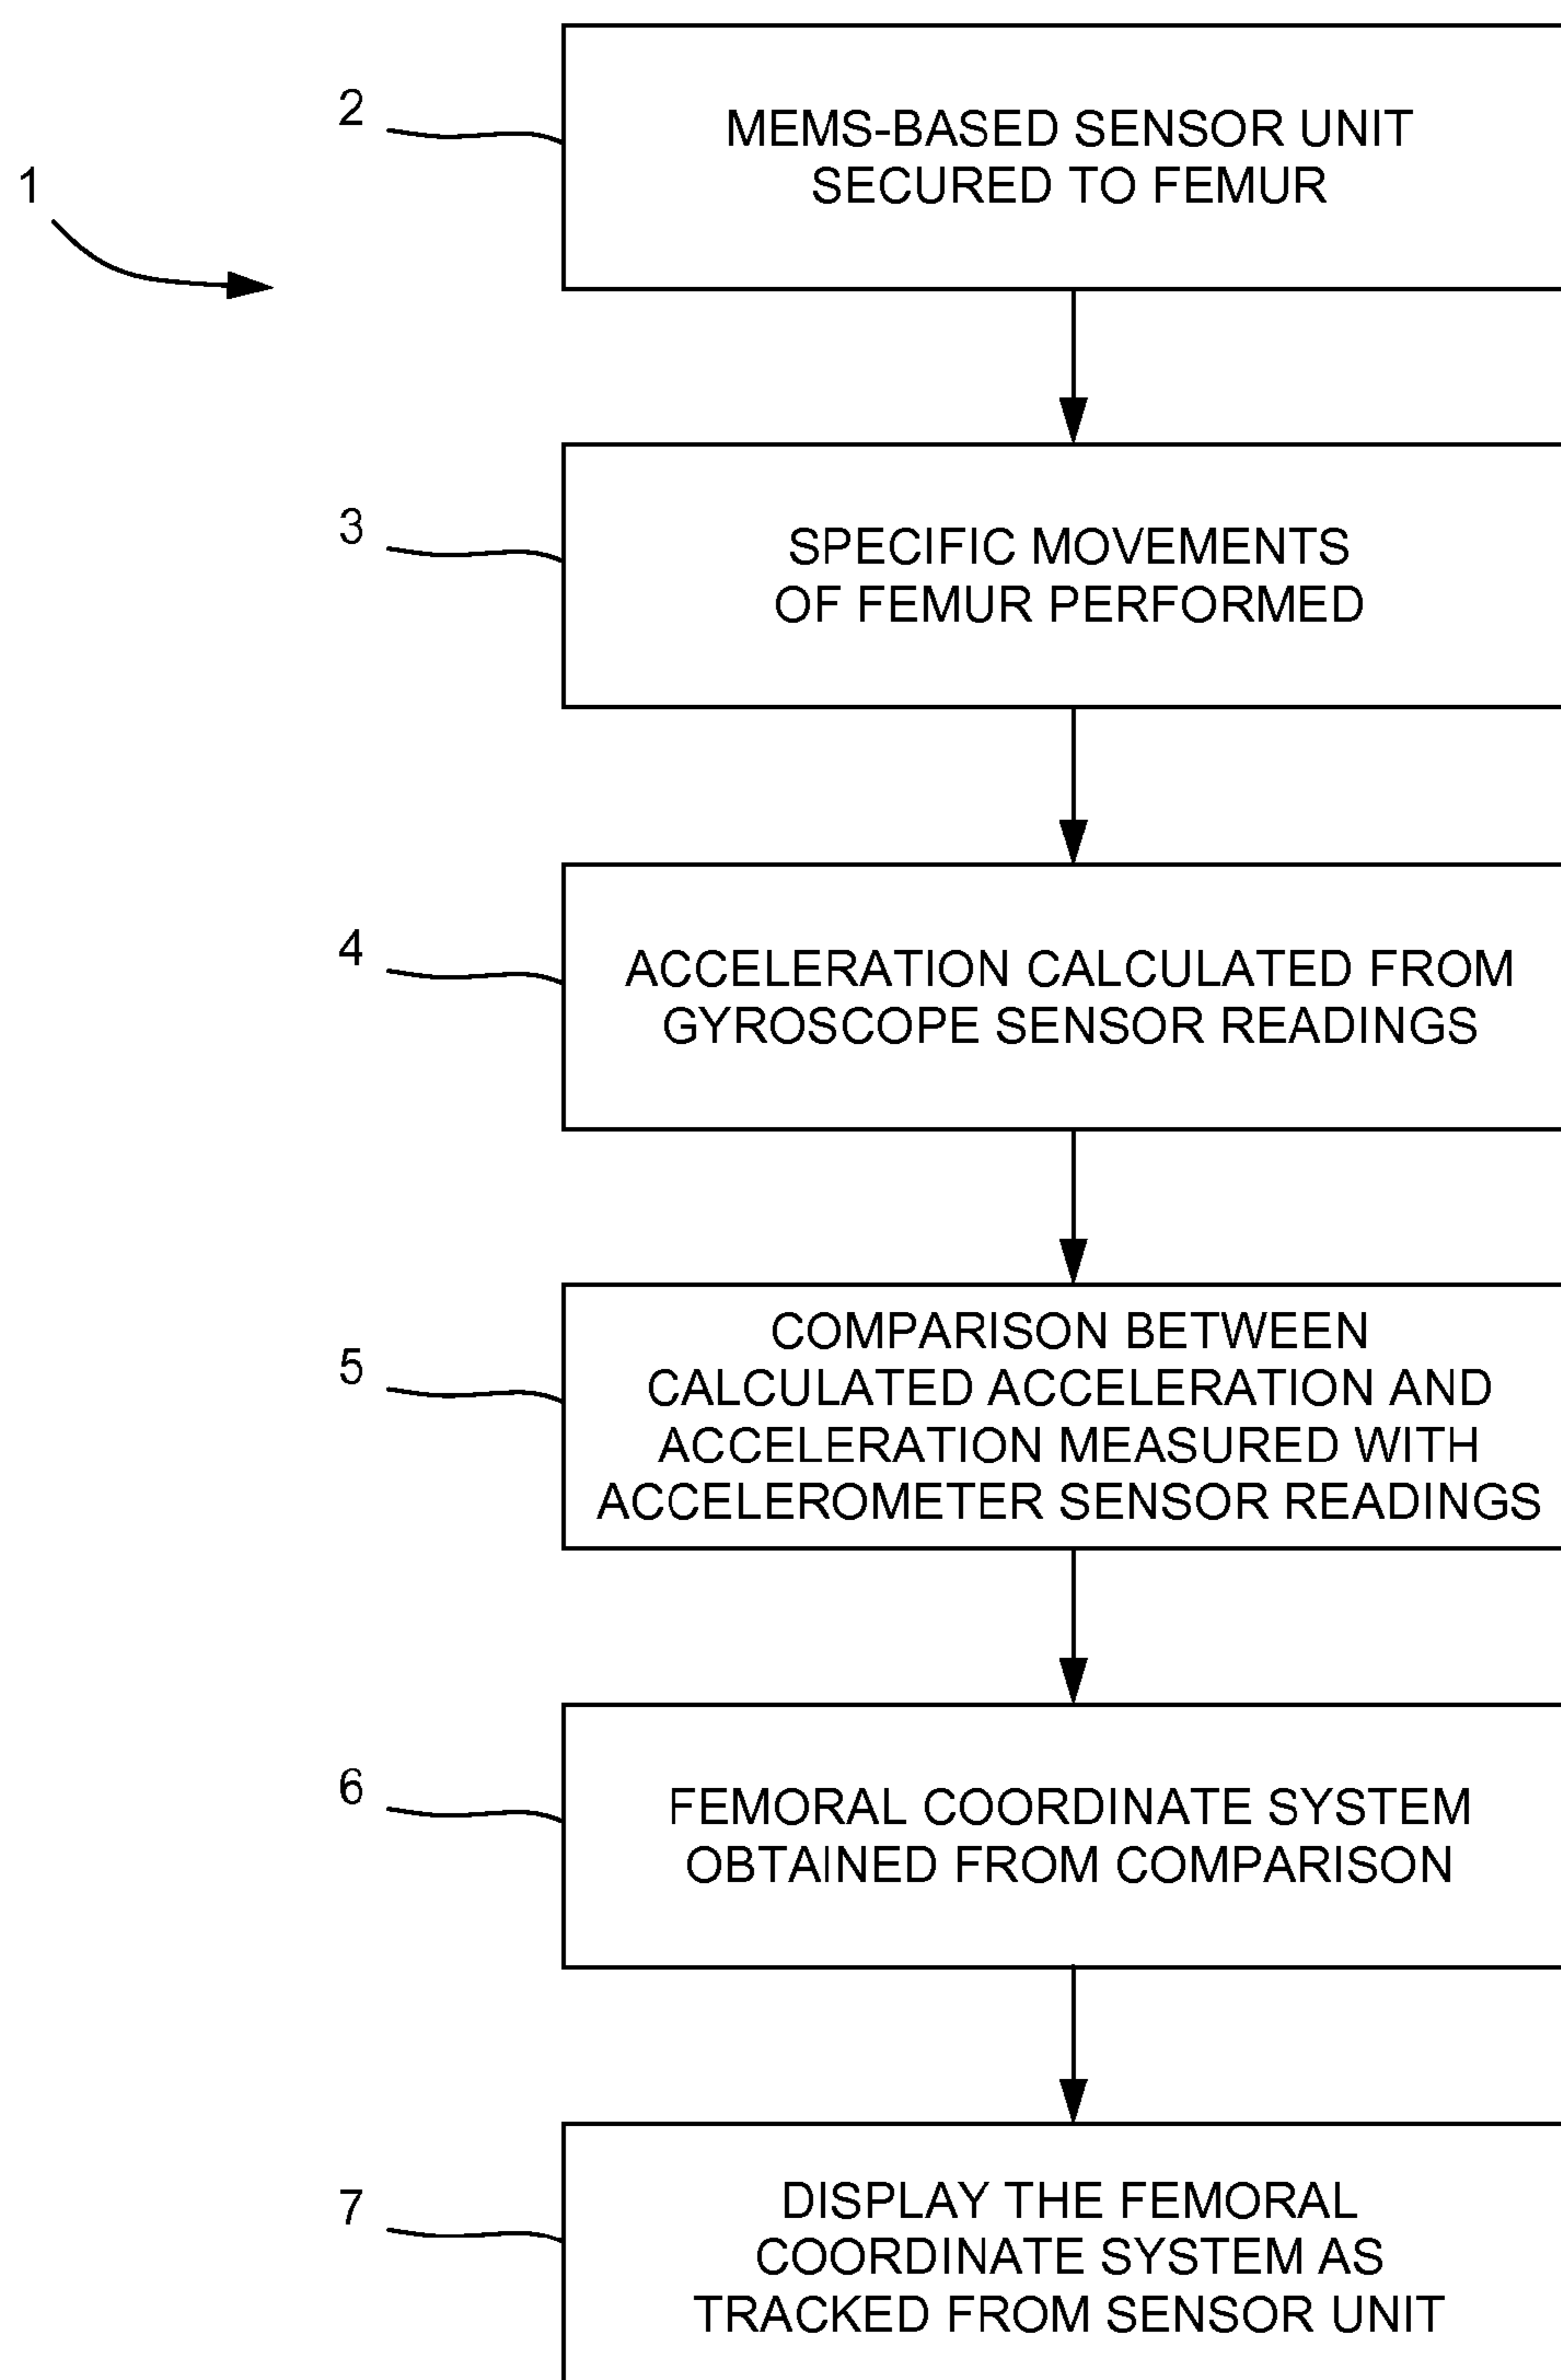 2
MEMS-BASED SENSOR UNIT
SECURED TO FEMUR
1
3
SPECIFIC MOVEMENTS
OF FEMUR PERFORMED
4
ACCELERATION CALCULATED FROM
GYROSCOPE SENSOR READINGS
5
COMPARISON BETWEEN
CALCULATED ACCELERATION AND
ACCELERATION MEASURED WITH
ACCELEROMETER SENSOR READINGS
6
FEMORAL COORDINATE SYSTEM
OBTAINED FROM COMPARISON
7
DISPLAY THE FEMORAL
COORDINATE SYSTEM AS
TRACKED FROM SENSOR UNIT